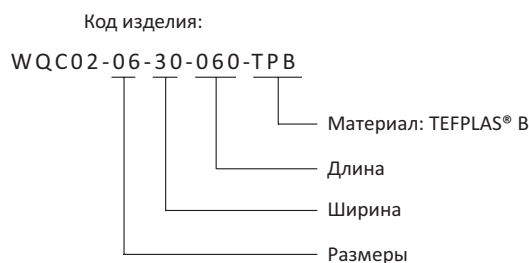 Код изделия:
WQC02-06-30-060-TPB
Материал: TEFPLAS® B
Длина
Ширина
Размеры